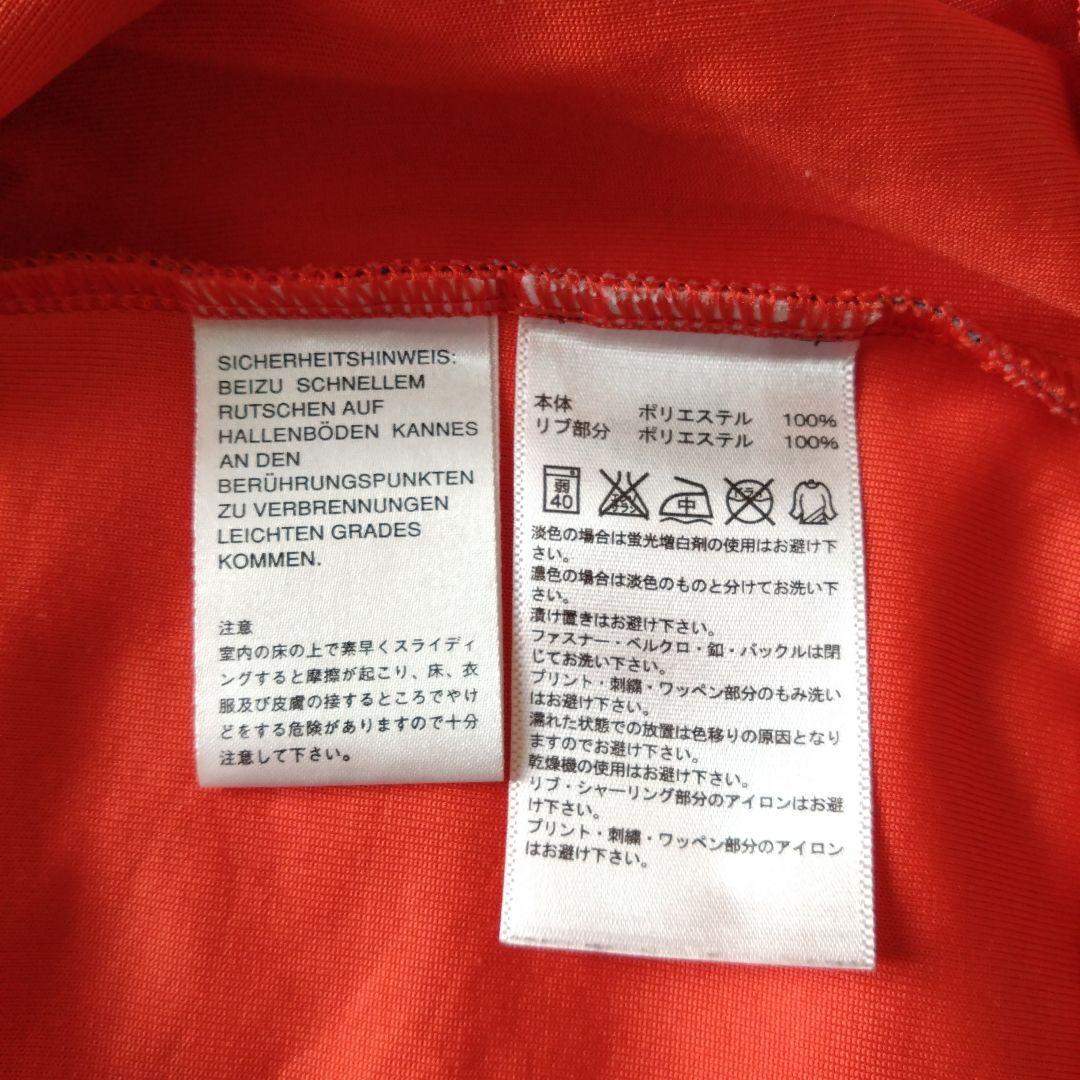 SICHERHEITSHINWEIS:
BEIZU SCHNELLEM
RUTSCHEN AUF
HALLENBÖDEN KANNES
AN DEN
BERÜHRUNGSPUNKTEN
ZU VERBRENNUNGEN
LEICHTEN GRADES
KOMMEN.
注意
室内の床の上で素早くスライディ
ングすると摩擦が起こり、床、衣
服及び皮膚の接するところでやけ
どをする危険がありますので十分
注意して下さい。
本体 ポリエステル 100%
リブ部分 ポリエステル 100%
弱 40 中
淡色の場合は蛍光増白剤の使用はお避け下
さい。
濃色の場合は淡色のものと分けてお洗い下
さい。
漬け置きはお避け下さい。
ファスナー・ベルクロ・釦・バックルは閉
じてお洗い下さい。
プリント・刺繍・ワッペン部分のもみ洗い
はお避け下さい。
濡れた状態での放置は色移りの原因となり
ますのでお避け下さい。
乾燥機の使用はお避け下さい。
リブ・シャーリング部分のアイロンはお避
け下さい。
プリント・刺繍・ワッペン部分のアイロン
はお避け下さい。